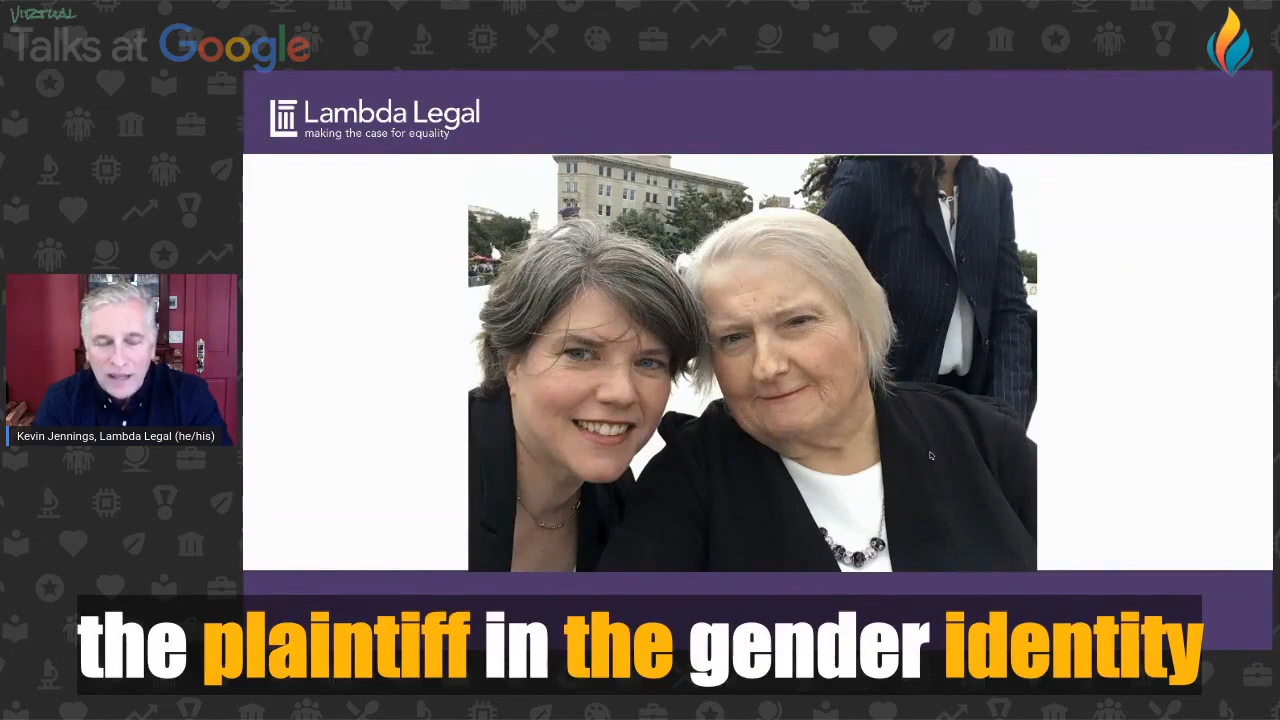 VIRTUAL
Talks at Google
Lambda Legal
making the case for equality
Kevin Jennings, Lambda Legal (he/his)
the plaintiff in the gender identity